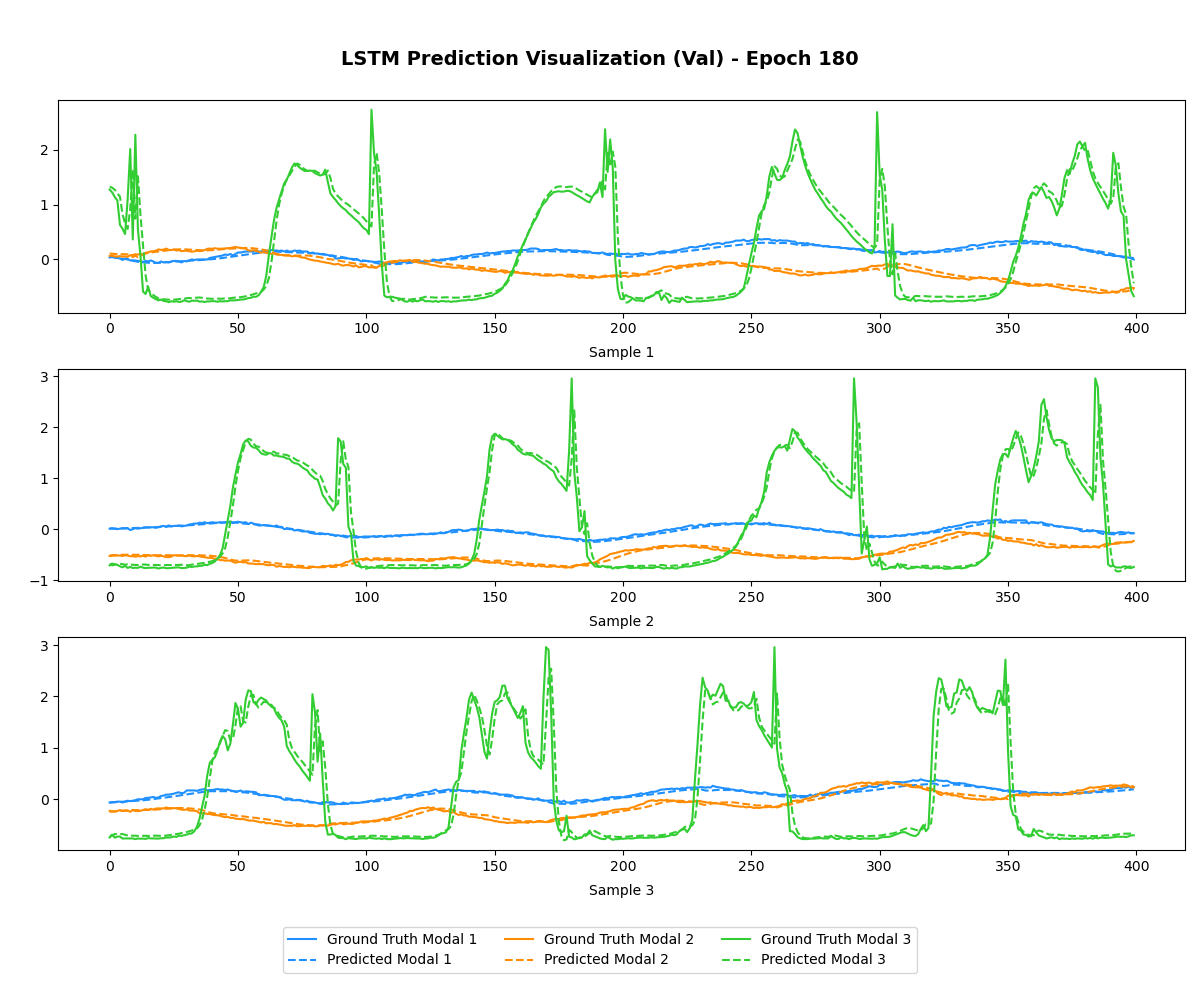 LSTM Prediction Visualization (Val) - Epoch 180
2
1
0
0 50 100 150 200 250 300 350 400
Sample 1
3
2
1
0
−1
0 50 100 150 200 250 300 350 400
Sample 2
3
2
1
0
0 50 100 150 200 250 300 350 400
Sample 3
Ground Truth Modal 1 Ground Truth Modal 2 Ground Truth Modal 3
Predicted Modal 1 Predicted Modal 2 Predicted Modal 3